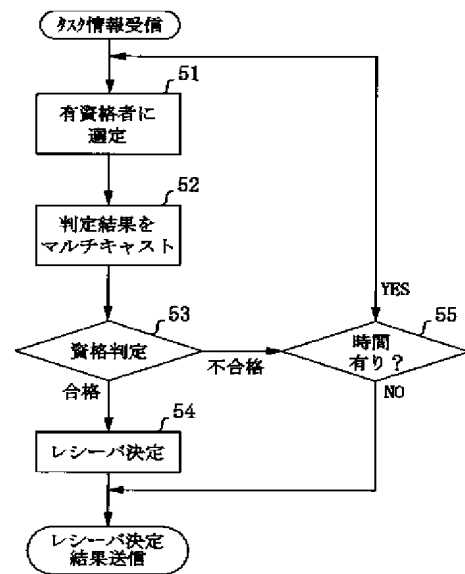 タスク情報受信
51
有資格者に
選定
52
判定結果を
マルチキャスト
53
資格判定
不合格
合格
YES
55
時間
有り？
NO
54
レシーバ決定
レシーバ決定
結果送信